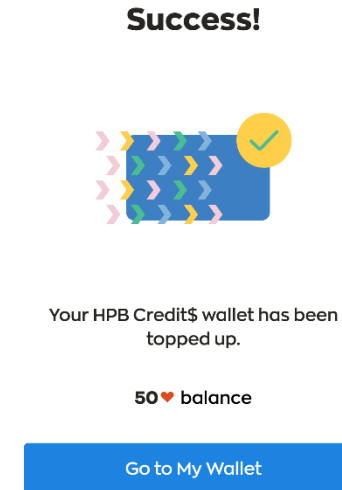 Success!
Your HPB Credit$ wallet has been
topped up.
50❤ balance
Go to My Wallet